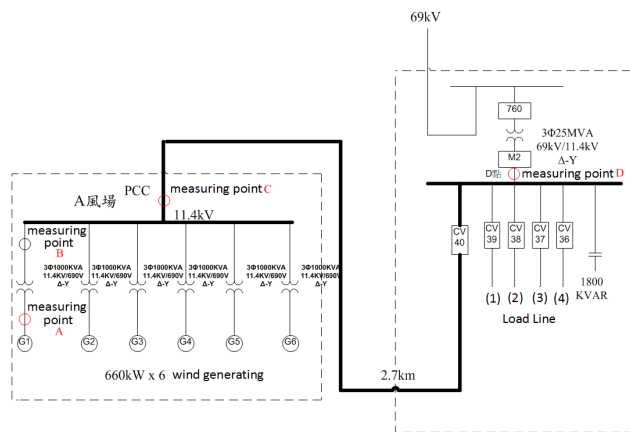 69kV
760
3Φ25MVA
69kV/11.4kV
Δ-Y
M2
D點
measuring point D
PCC
measuring point C
A風場
11.4kV
measuring
point
B
3Φ1000KVA
11.4KV/690V
Δ-Y
3Φ1000KVA
11.4KV/690V
Δ-Y
3Φ1000KVA
11.4KV/690V
Δ-Y
3Φ1000KVA
11.4KV/690V
Δ-Y
3Φ1000KVA
11.4KV/690V
Δ-Y
3Φ1000KVA
11.4KV/690V
Δ-Y
measuring
point
A
G1
G2
G3
G4
G5
G6
660kW x 6 wind generating
2.7km
CV
40
CV
39
CV
38
CV
37
CV
36
1800
KVAR
(1)
(2)
(3)
(4)
Load Line